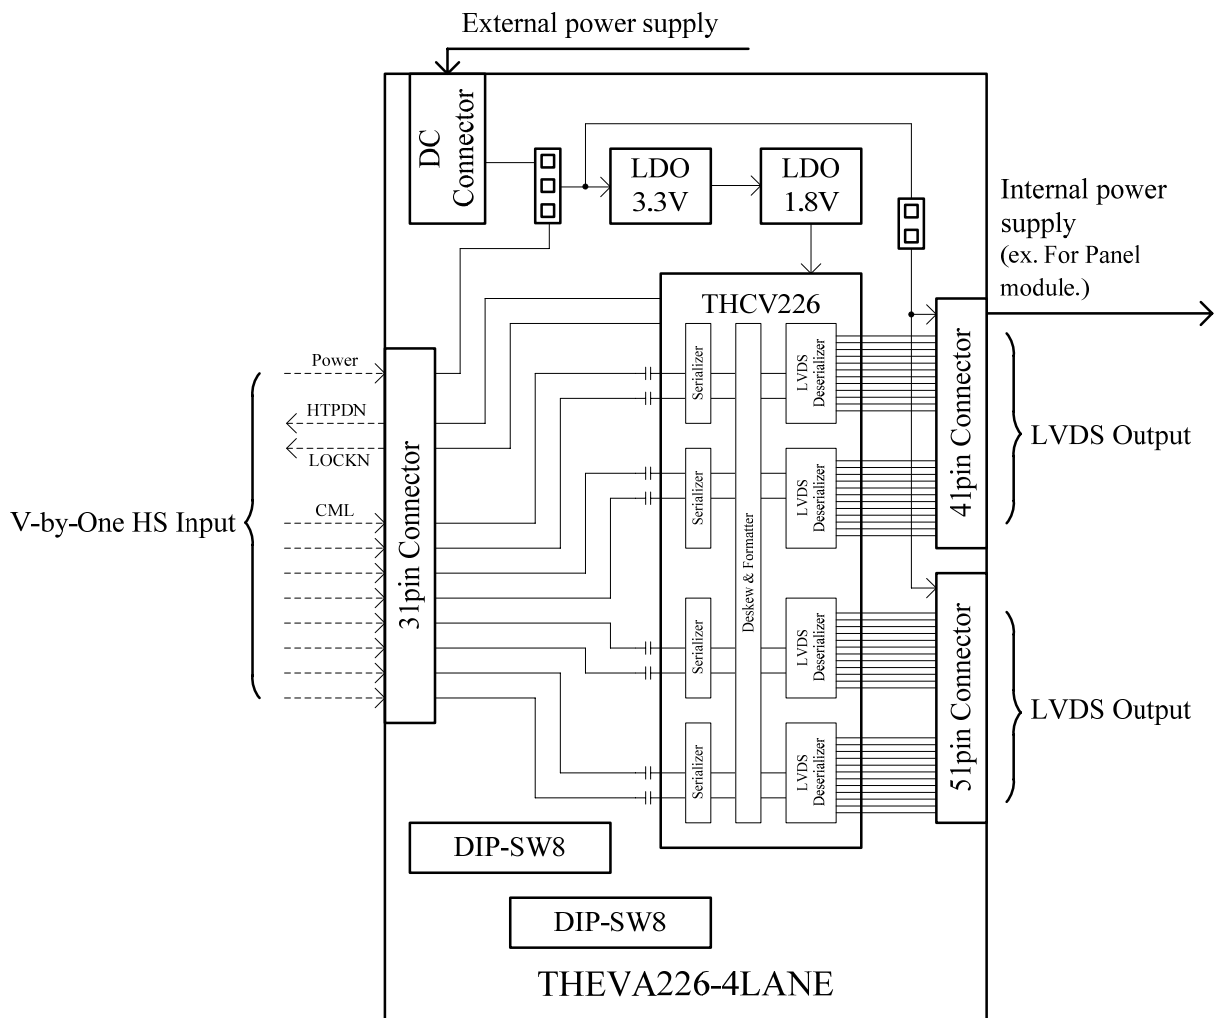 External power supply
DC
Connector
LDO
3.3V
LDO
1.8V
Internal power
supply
(ex. For Panel
module.)
THCV226
Power
HTPDN
LOCKN
CML
V-by-One HS Input
31pin Connector
Serializer
Serializer
Serializer
Serializer
Deskew & Formatter
LVDS
Deserializer
LVDS
Deserializer
LVDS
Deserializer
LVDS
Deserializer
41pin Connector
LVDS Output
51pin Connector
LVDS Output
DIP-SW8
DIP-SW8
THEVA226-4LANE